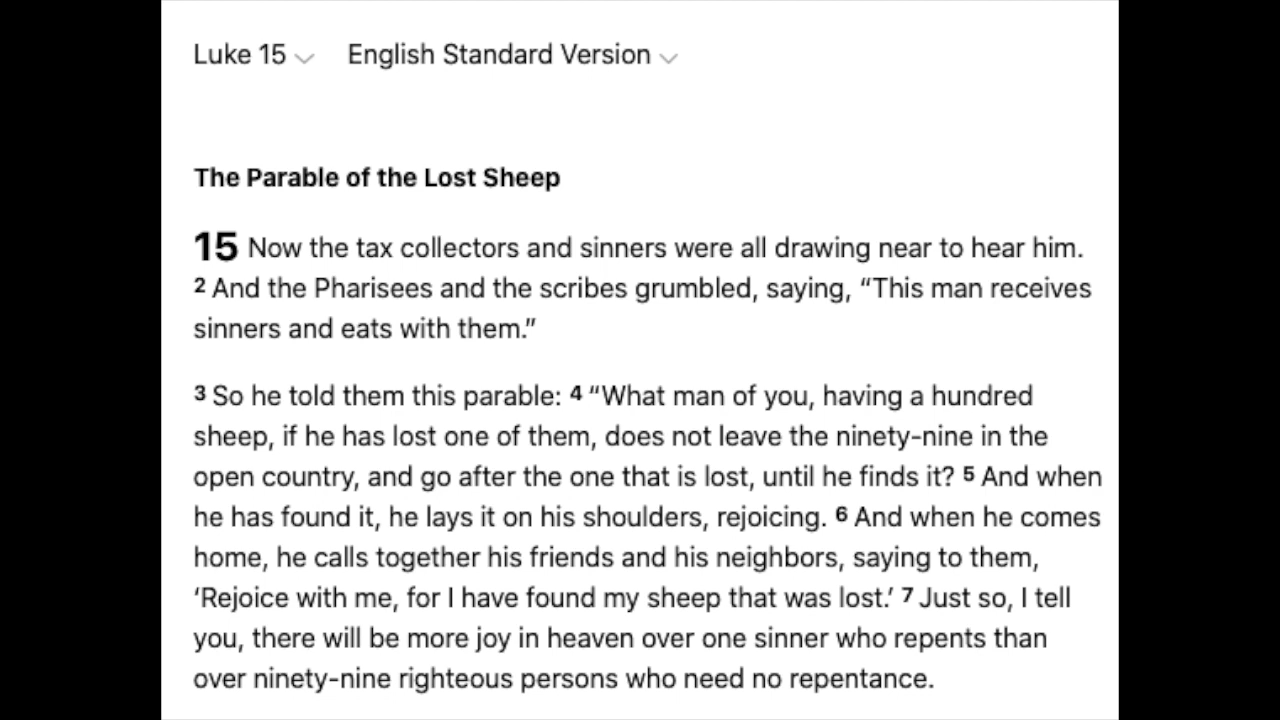 Luke 15 English Standard Version
The Parable of the Lost Sheep
15 Now the tax collectors and sinners were all drawing near to hear him.
2 And the Pharisees and the scribes grumbled, saying, “This man receives
sinners and eats with them.”
3 So he told them this parable: 4 “What man of you, having a hundred
sheep, if he has lost one of them, does not leave the ninety-nine in the
open country, and go after the one that is lost, until he finds it? 5 And when
he has found it, he lays it on his shoulders, rejoicing. 6 And when he comes
home, he calls together his friends and his neighbors, saying to them,
‘Rejoice with me, for I have found my sheep that was lost.’ 7 Just so, I tell
you, there will be more joy in heaven over one sinner who repents than
over ninety-nine righteous persons who need no repentance.